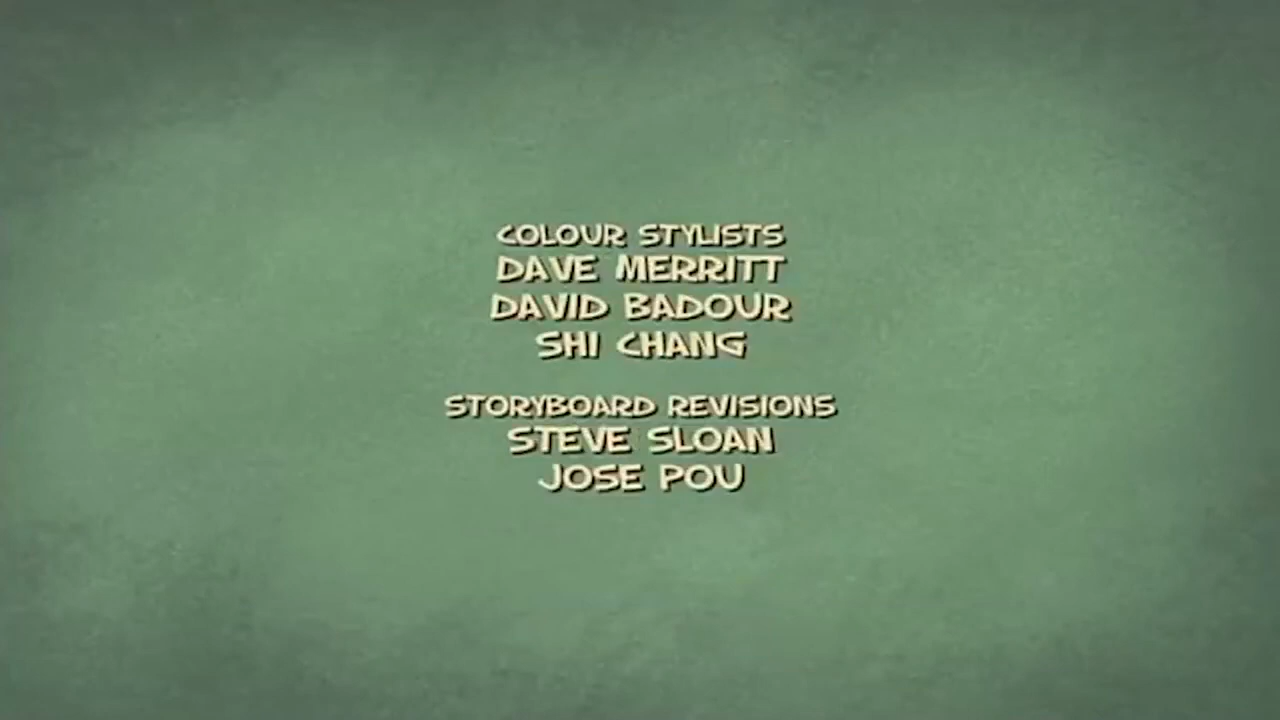 COLOUR STYLISTS
DAVE MERRITT
DAVID BADOUR
SHI CHANG
STORYBOARD REVISIONS
STEVE SLOAN
JOSE POU